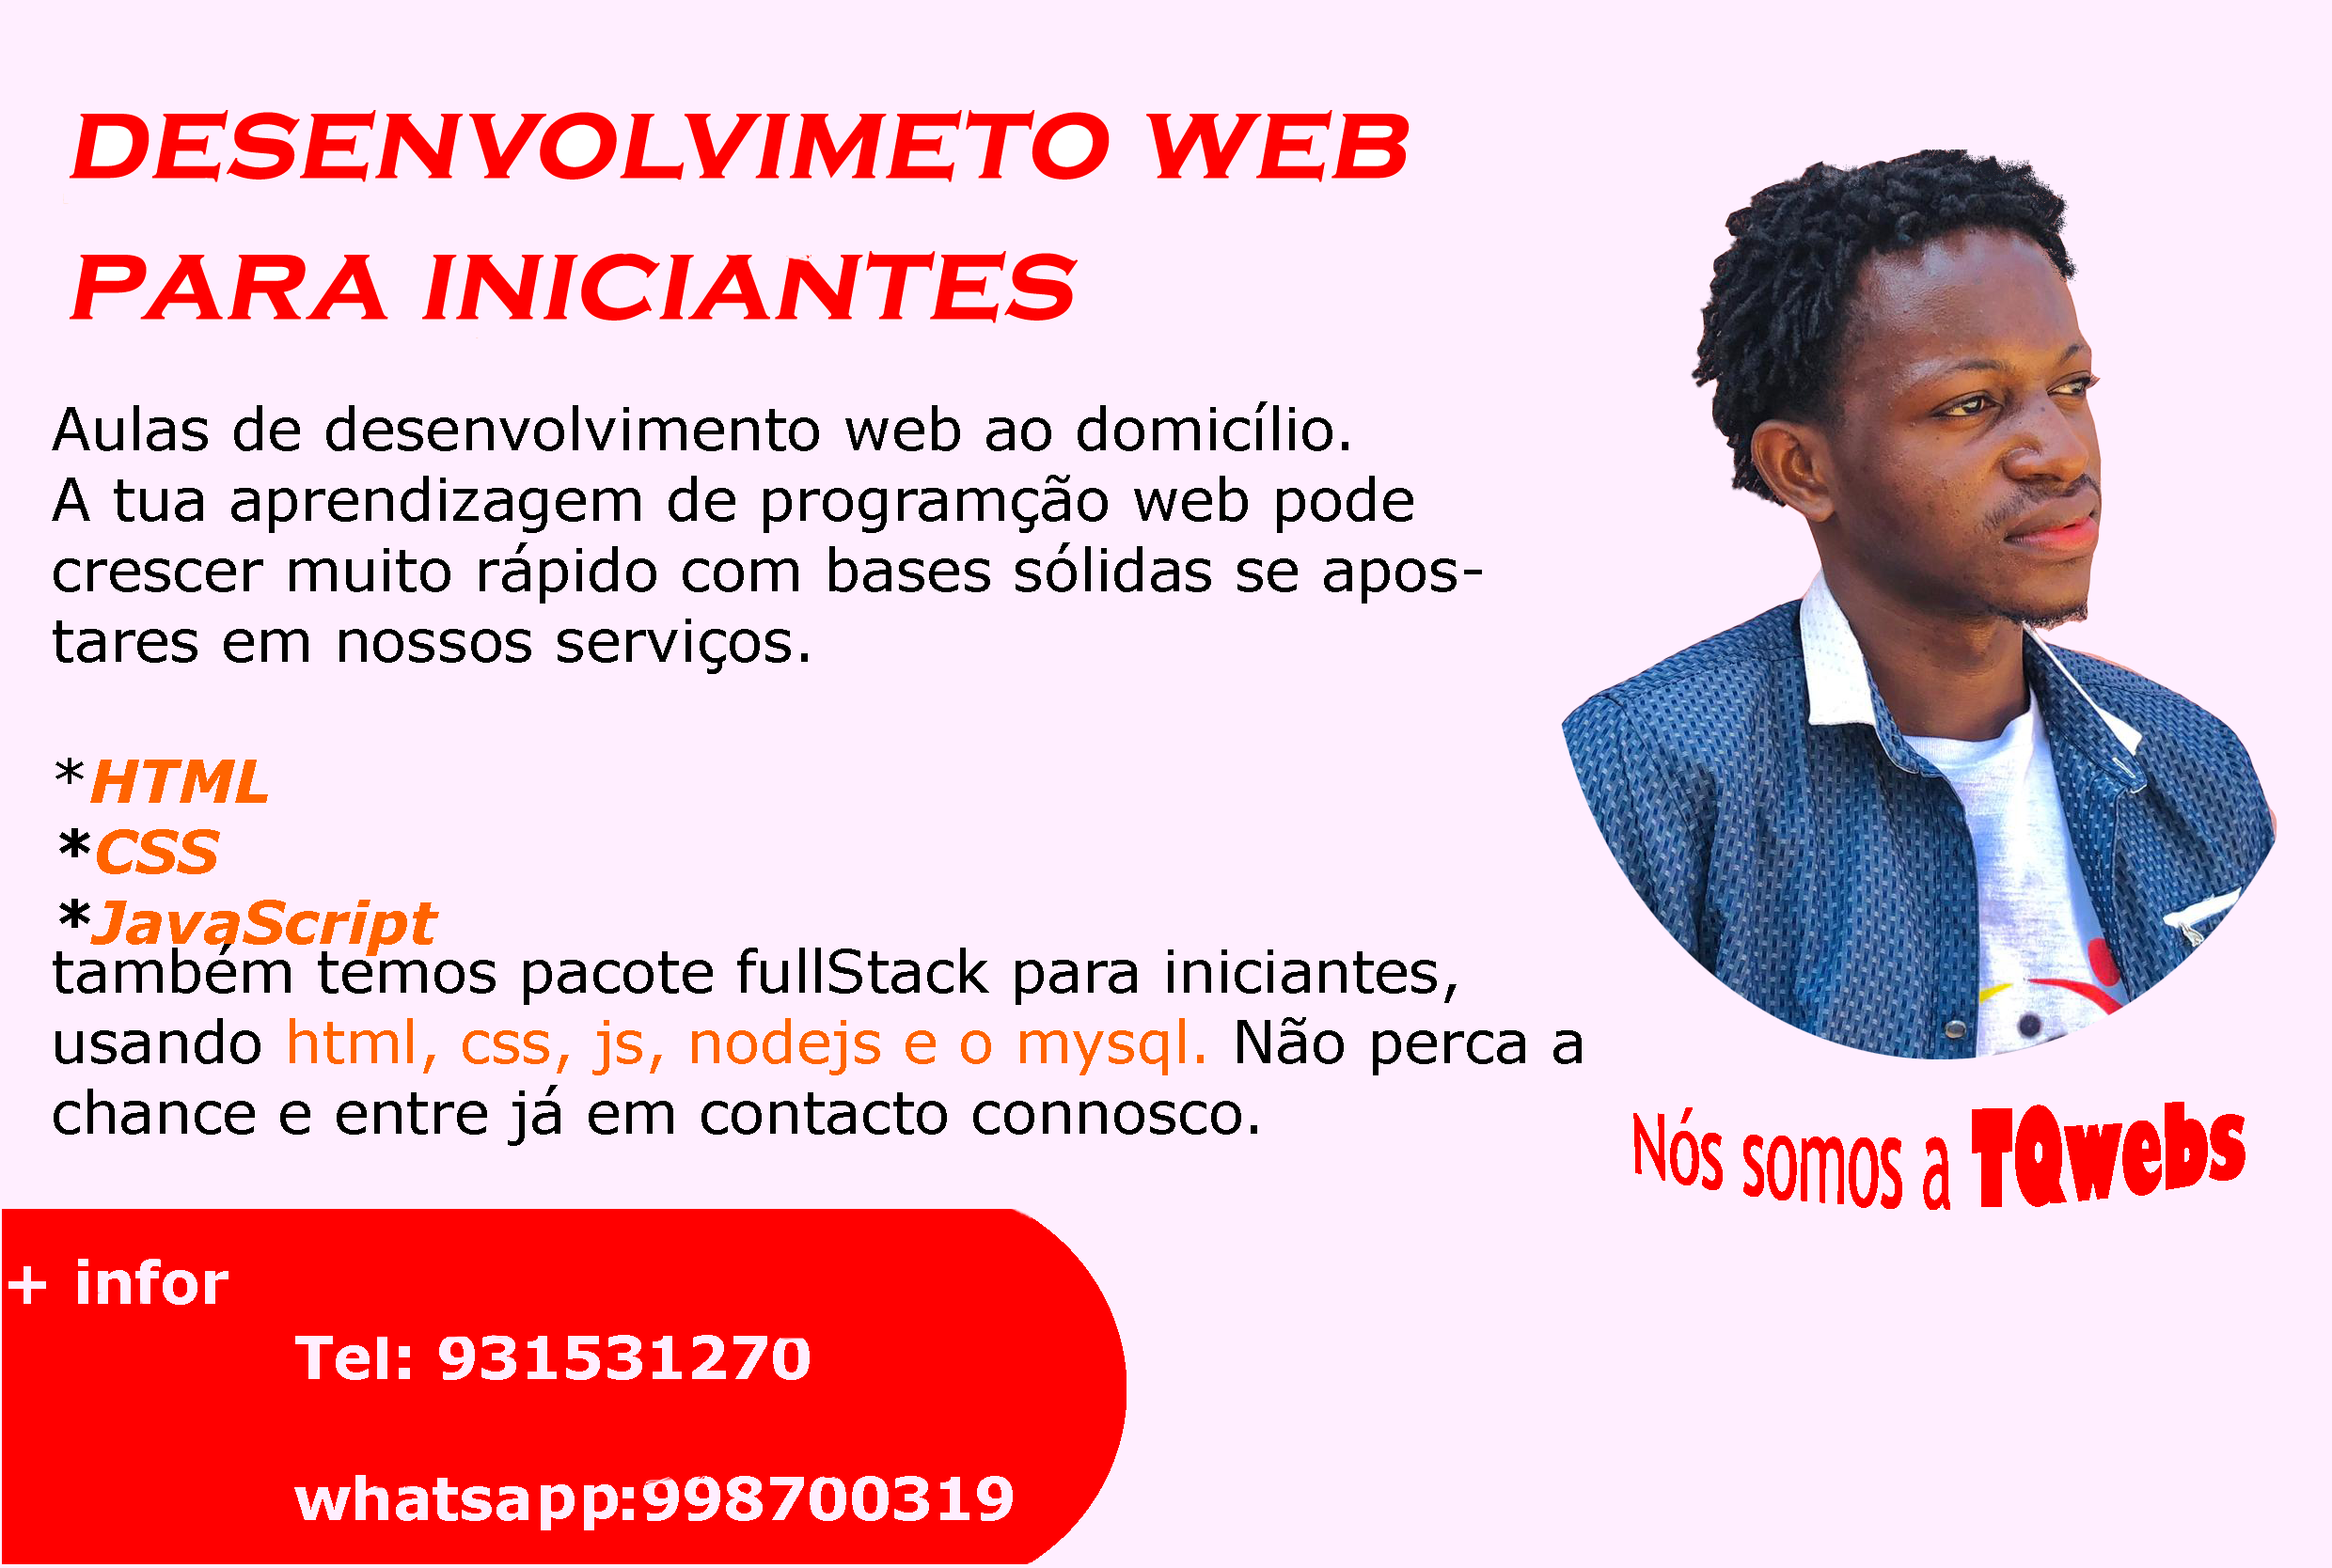 DESENVOLVIMETO WEB
PARA INICIANTES
Aulas de desenvolvimento web ao domicílio.
A tua aprendizagem de programção web pode
crescer muito rápido com bases sólidas se apos-
tares em nossos serviços.
*HTML
*CSS
*JavaScript
também temos pacote fullStack para iniciantes,
usando html, css, js, nodejs e o mysql. Não perca a
chance e entre já em contacto connosco.
Nós somos a TQwebs
+ infor
Tel: 931531270
whatsapp:998700319